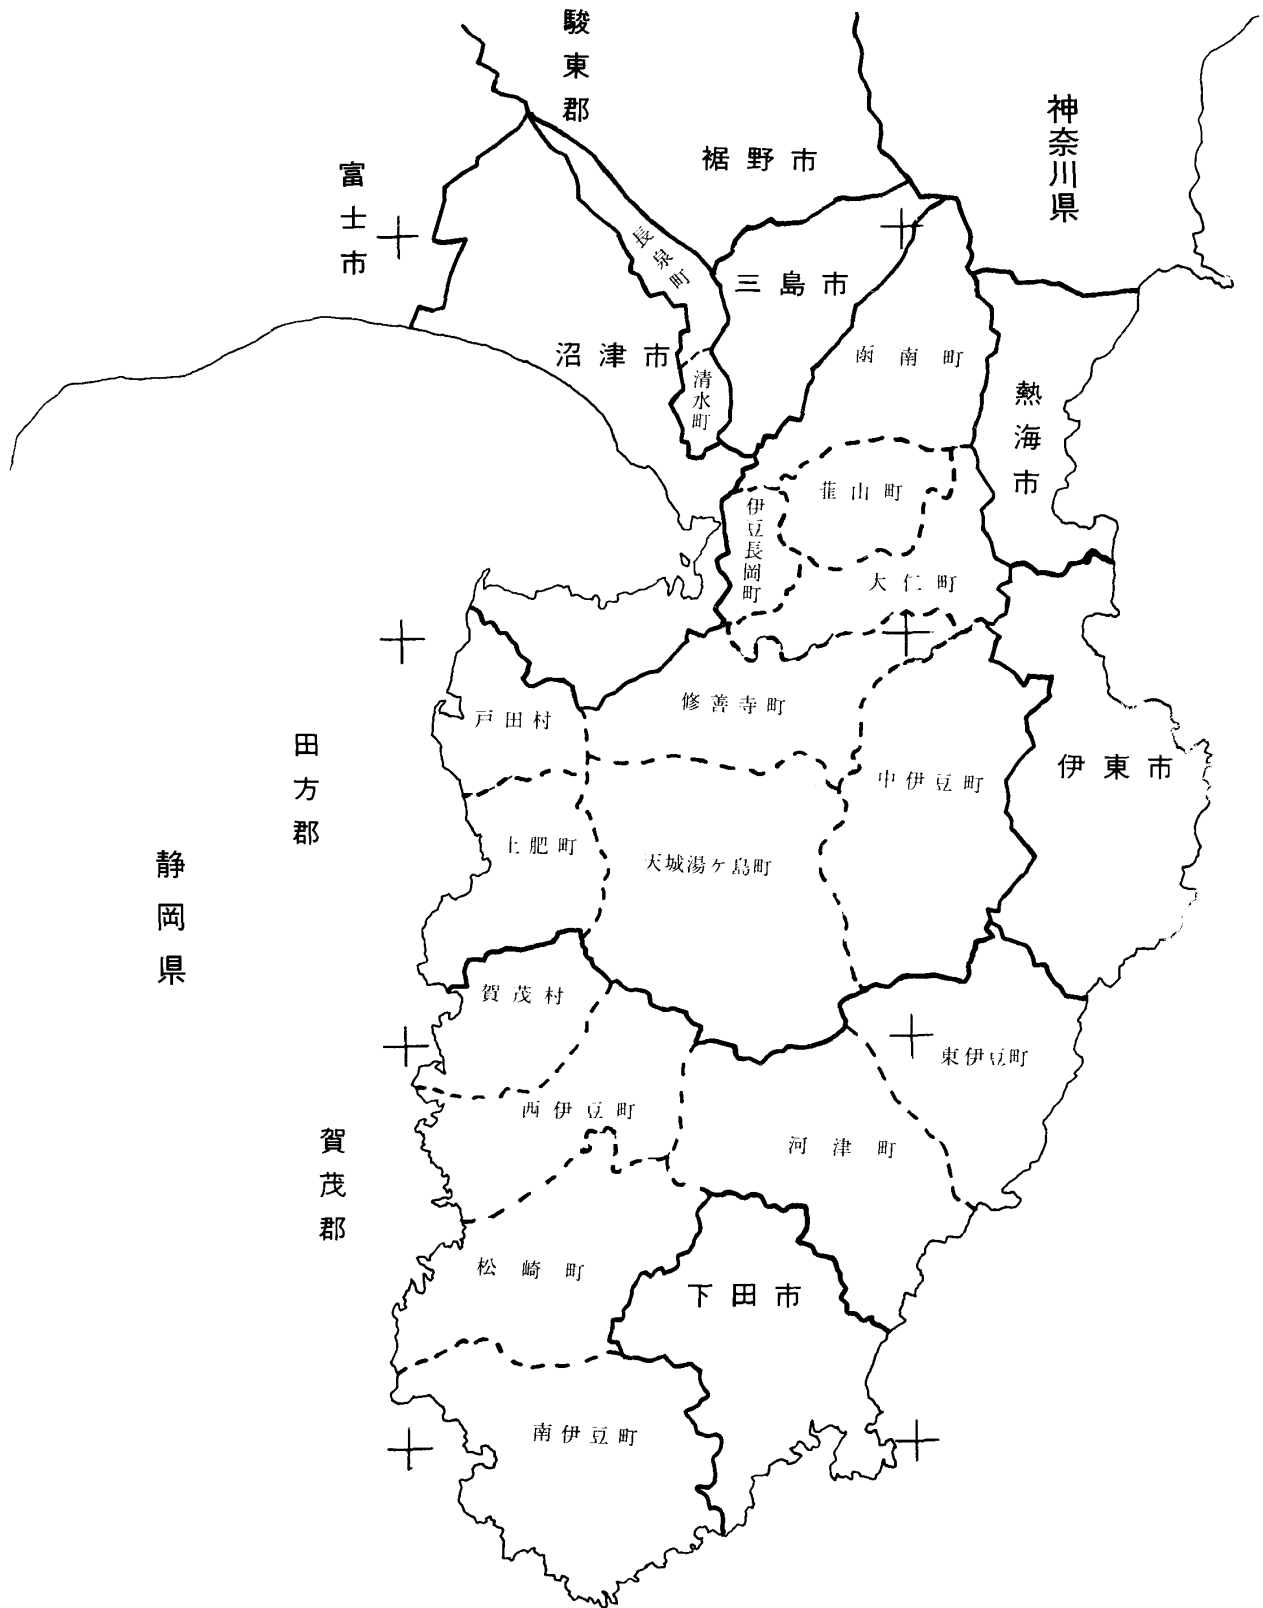 駿東郡
神奈川県
裾野市
富士市
長泉町
三島市
沼津市
函南町
清水町
熱海市
韮山町
伊豆長岡町
大仁町
修善寺町
戸田村
田方郡
伊東市
中伊豆町
土肥町
天城湯ヶ島町
静岡県
賀茂村
東伊豆町
西伊豆町
河津町
賀茂郡
松崎町
下田市
南伊豆町